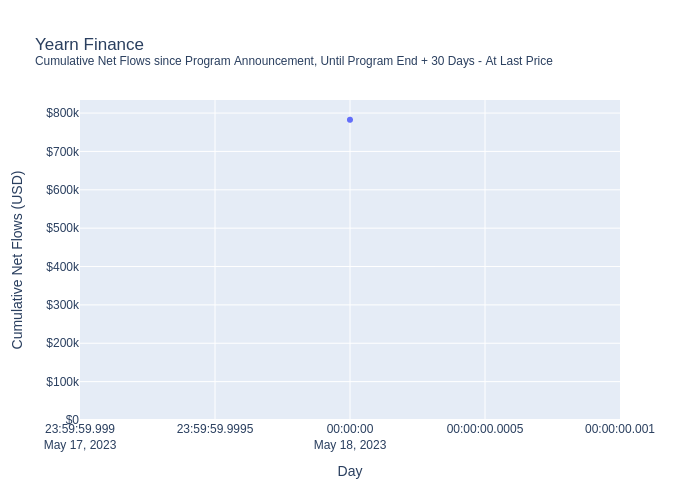 Yearn Finance
Cumulative Net Flows since Program Announcement, Until Program End + 30 Days - At Last Price
Cumulative Net Flows (USD)
$800k
$700k
$600k
$500k
$400k
$300k
$200k
$100k
$0
23:59:59.999
May 17, 2023
23:59:59.9995
00:00:00
May 18, 2023
00:00:00.0005
00:00:00.001
Day